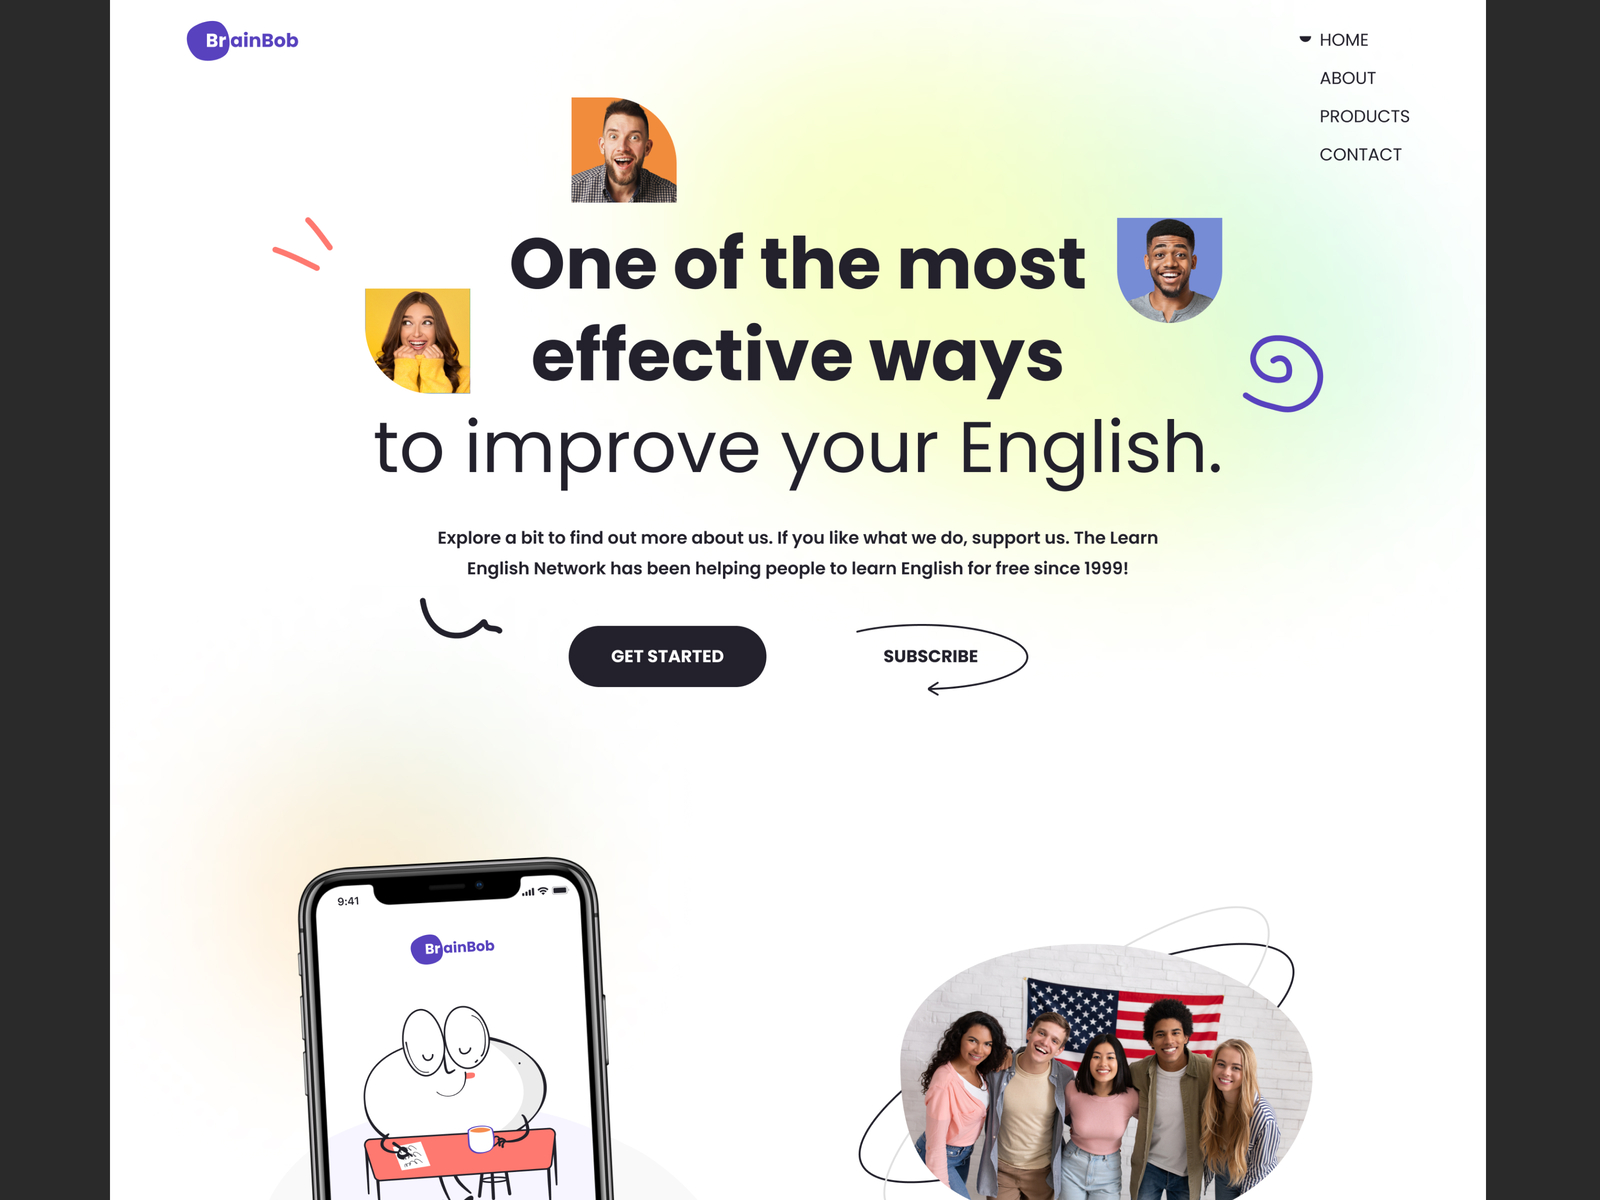 BrainBob
HOME
ABOUT
PRODUCTS
CONTACT
One of the most
effective ways
to improve your English.
Explore a bit to find out more about us. If you like what we do, support us. The Learn
English Network has been helping people to learn English for free since 1999!
GET STARTED
SUBSCRIBE
9:41
BrainBob